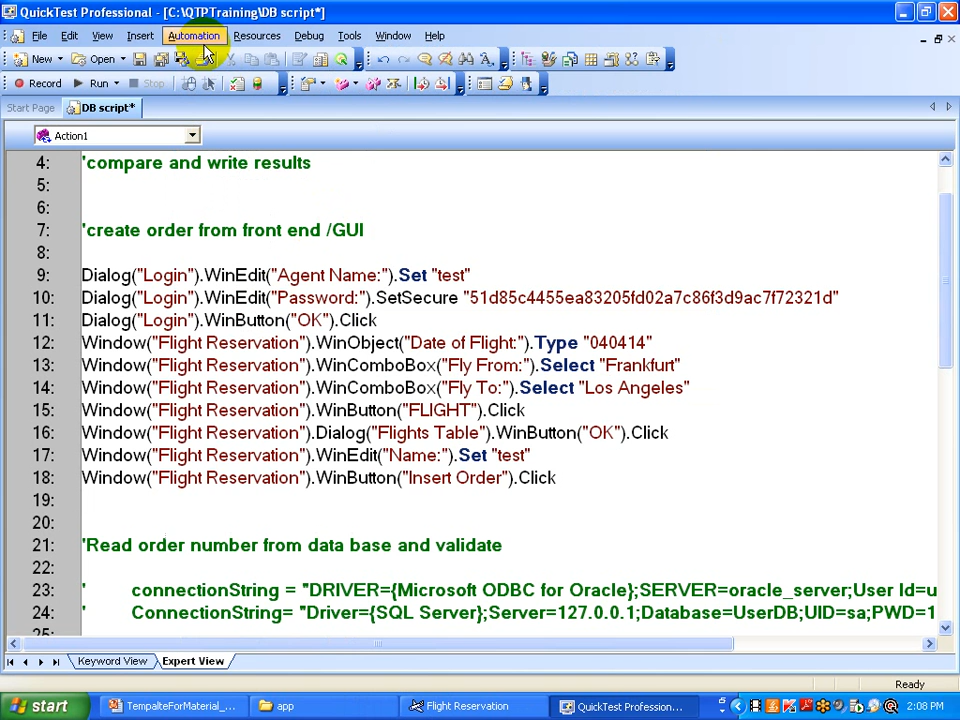 QuickTest Professional - [C:\QTPTraining\DB script*]
File Edit View Insert Automation Resources Debug Tools Window Help
New Open
Record Run Stop
Start Page DB script*
Action1
4: 'compare and write results
5:
6:
7: 'create order from front end /GUI
8:
9: Dialog("Login").WinEdit("Agent Name:").Set "test"
10: Dialog("Login").WinEdit("Password:").SetSecure "51d85c4455ea83205fd02a7c86f3d9ac7f72321d"
11: Dialog("Login").WinButton("OK").Click
12: Window("Flight Reservation").WinObject("Date of Flight:").Type "040414"
13: Window("Flight Reservation").WinComboBox("Fly From:").Select "Frankfurt"
14: Window("Flight Reservation").WinComboBox("Fly To:").Select "Los Angeles"
15: Window("Flight Reservation").WinButton("FLIGHT").Click
16: Window("Flight Reservation").Dialog("Flights Table").WinButton("OK").Click
17: Window("Flight Reservation").WinEdit("Name:").Set "test"
18: Window("Flight Reservation").WinButton("Insert Order").Click
19:
20:
21: 'Read order number from data base and validate
22:
23: ' connectionString = "DRIVER={Microsoft ODBC for Oracle};SERVER=oracle_server;User Id=u
24: ' ConnectionString= "Driver={SQL Server};Server=127.0.0.1;Database=UserDB;UID=sa;PWD=1
Keyword View Expert View
Ready
start TempalteForMaterial_... app Flight Reservation QuickTest Profession... 2:08 PM